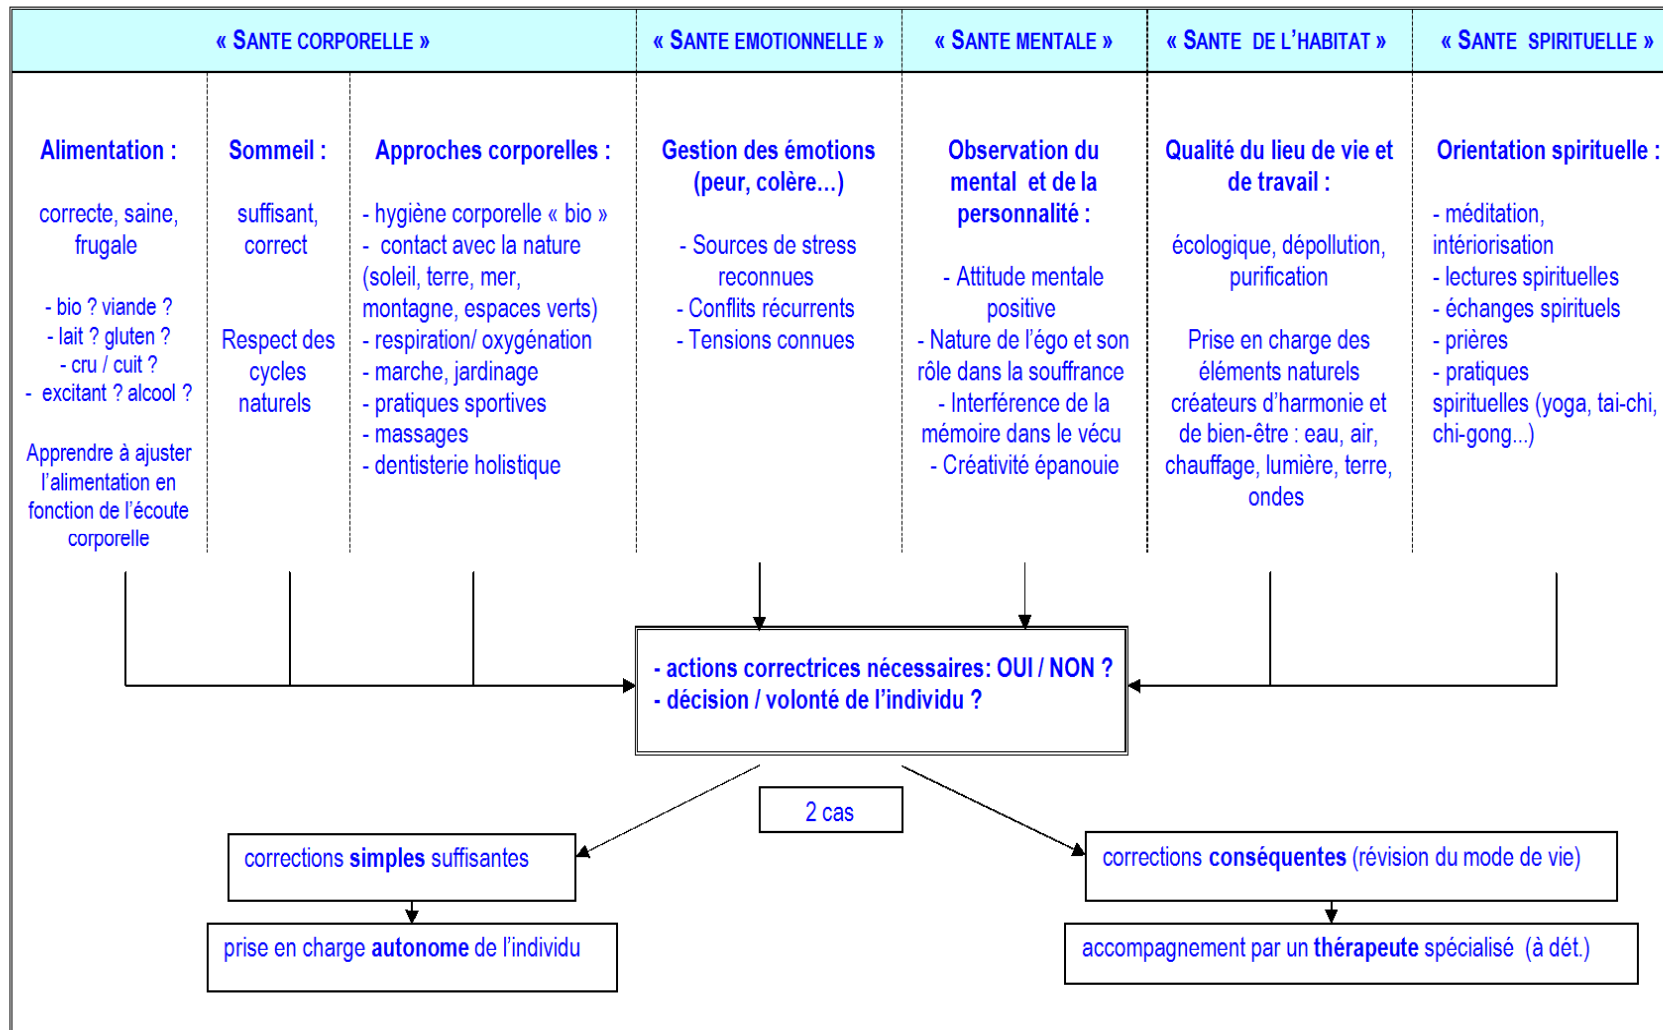 « SANTE CORPORELLE »
« SANTE EMOTIONNELLE »
« SANTE MENTALE »
« SANTE DE L’HABITAT »
« SANTE SPIRITUELLE »
Alimentation :
correcte, saine,
frugale
- bio ? viande ?
- lait ? gluten ?
- cru / cuit ?
- excitant ? alcool ?
Apprendre à ajuster
l’alimentation en
fonction de l’écoute
corporelle
Sommeil :
suffisant,
correct
Respect des
cycles
naturels
Approches corporelles :
- hygiène corporelle « bio »
- contact avec la nature
(soleil, terre, mer,
montagne, espaces verts)
- respiration/ oxygénation
- marche, jardinage
- pratiques sportives
- massages
- dentisterie holistique
Gestion des émotions
(peur, colère…)
- Sources de stress
reconnues
- Conflits récurrents
- Tensions connues
Observation du
mental et de la
personnalité :
- Attitude mentale
positive
- Nature de l’égo et son
rôle dans la souffrance
- Interférence de la
mémoire dans le vécu
- Créativité épanouie
Qualité du lieu de vie et
de travail :
écologique, dépollution,
purification
Prise en charge des
éléments naturels
créateurs d’harmonie et
de bien-être : eau, air,
chauffage, lumière, terre,
ondes
Orientation spirituelle :
- méditation,
intériorisation
- lectures spirituelles
- échanges spirituels
- prières
- pratiques
spirituelles (yoga, tai-chi,
chi-gong...)
- actions correctrices nécessaires: OUI / NON ?
- décision / volonté de l’individu ?
2 cas
corrections simples suffisantes
prise en charge autonome de l’individu
corrections conséquentes (révision du mode de vie)
accompagnement par un thérapeute spécialisé (à dét.)